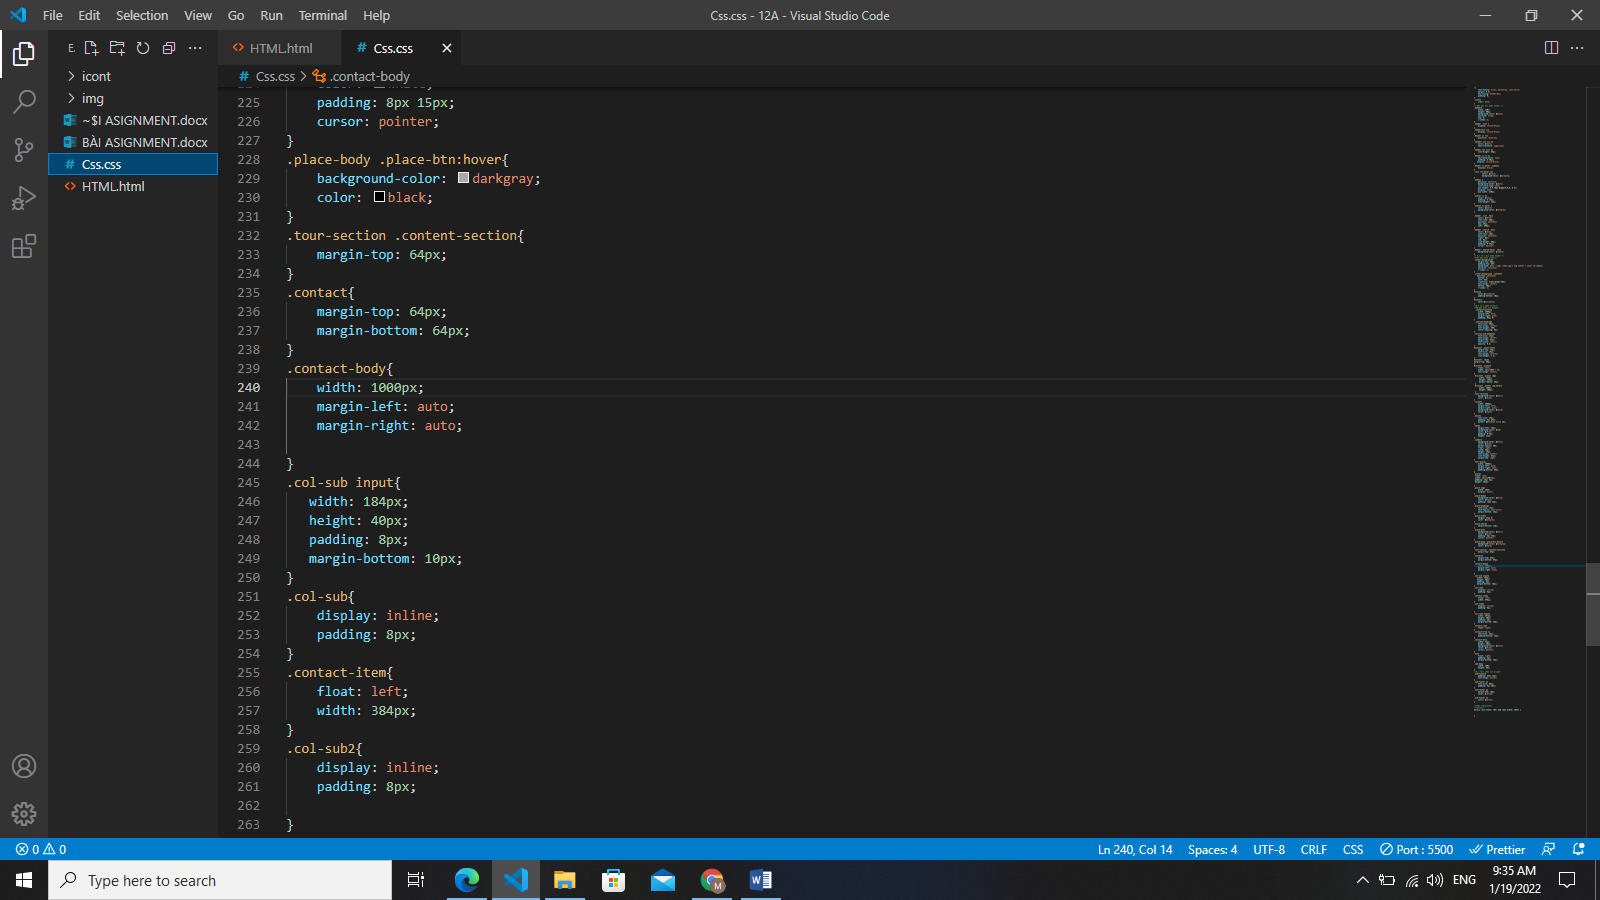 File Edit Selection View Go Run Terminal Help
Css.css - 12A - Visual Studio Code
E.
HTML.html
# Css.css
# Css.css > .contact-body
icont
img
~$I ASIGNMENT.docx
BÀI ASIGNMENT.docx
# Css.css
HTML.html
225 padding: 8px 15px;
226 cursor: pointer;
227 }
228 .place-body .place-btn:hover{
229 background-color: darkgray;
230 color: black;
231 }
232 .tour-section .content-section{
233 margin-top: 64px;
234 }
235 .contact{
236 margin-top: 64px;
237 margin-bottom: 64px;
238 }
239 .contact-body{
240 width: 1000px;
241 margin-left: auto;
242 margin-right: auto;
243
244 }
245 .col-sub input{
246 width: 184px;
247 height: 40px;
248 padding: 8px;
249 margin-bottom: 10px;
250 }
251 .col-sub{
252 display: inline;
253 padding: 8px;
254 }
255 .contact-item{
256 float: left;
257 width: 384px;
258 }
259 .col-sub2{
260 display: inline;
261 padding: 8px;
262
263 }
0 0
Ln 240, Col 14 Spaces: 4 UTF-8 CRLF CSS Port : 5500 Prettier
Type here to search
M
ENG
9:35 AM
1/19/2022